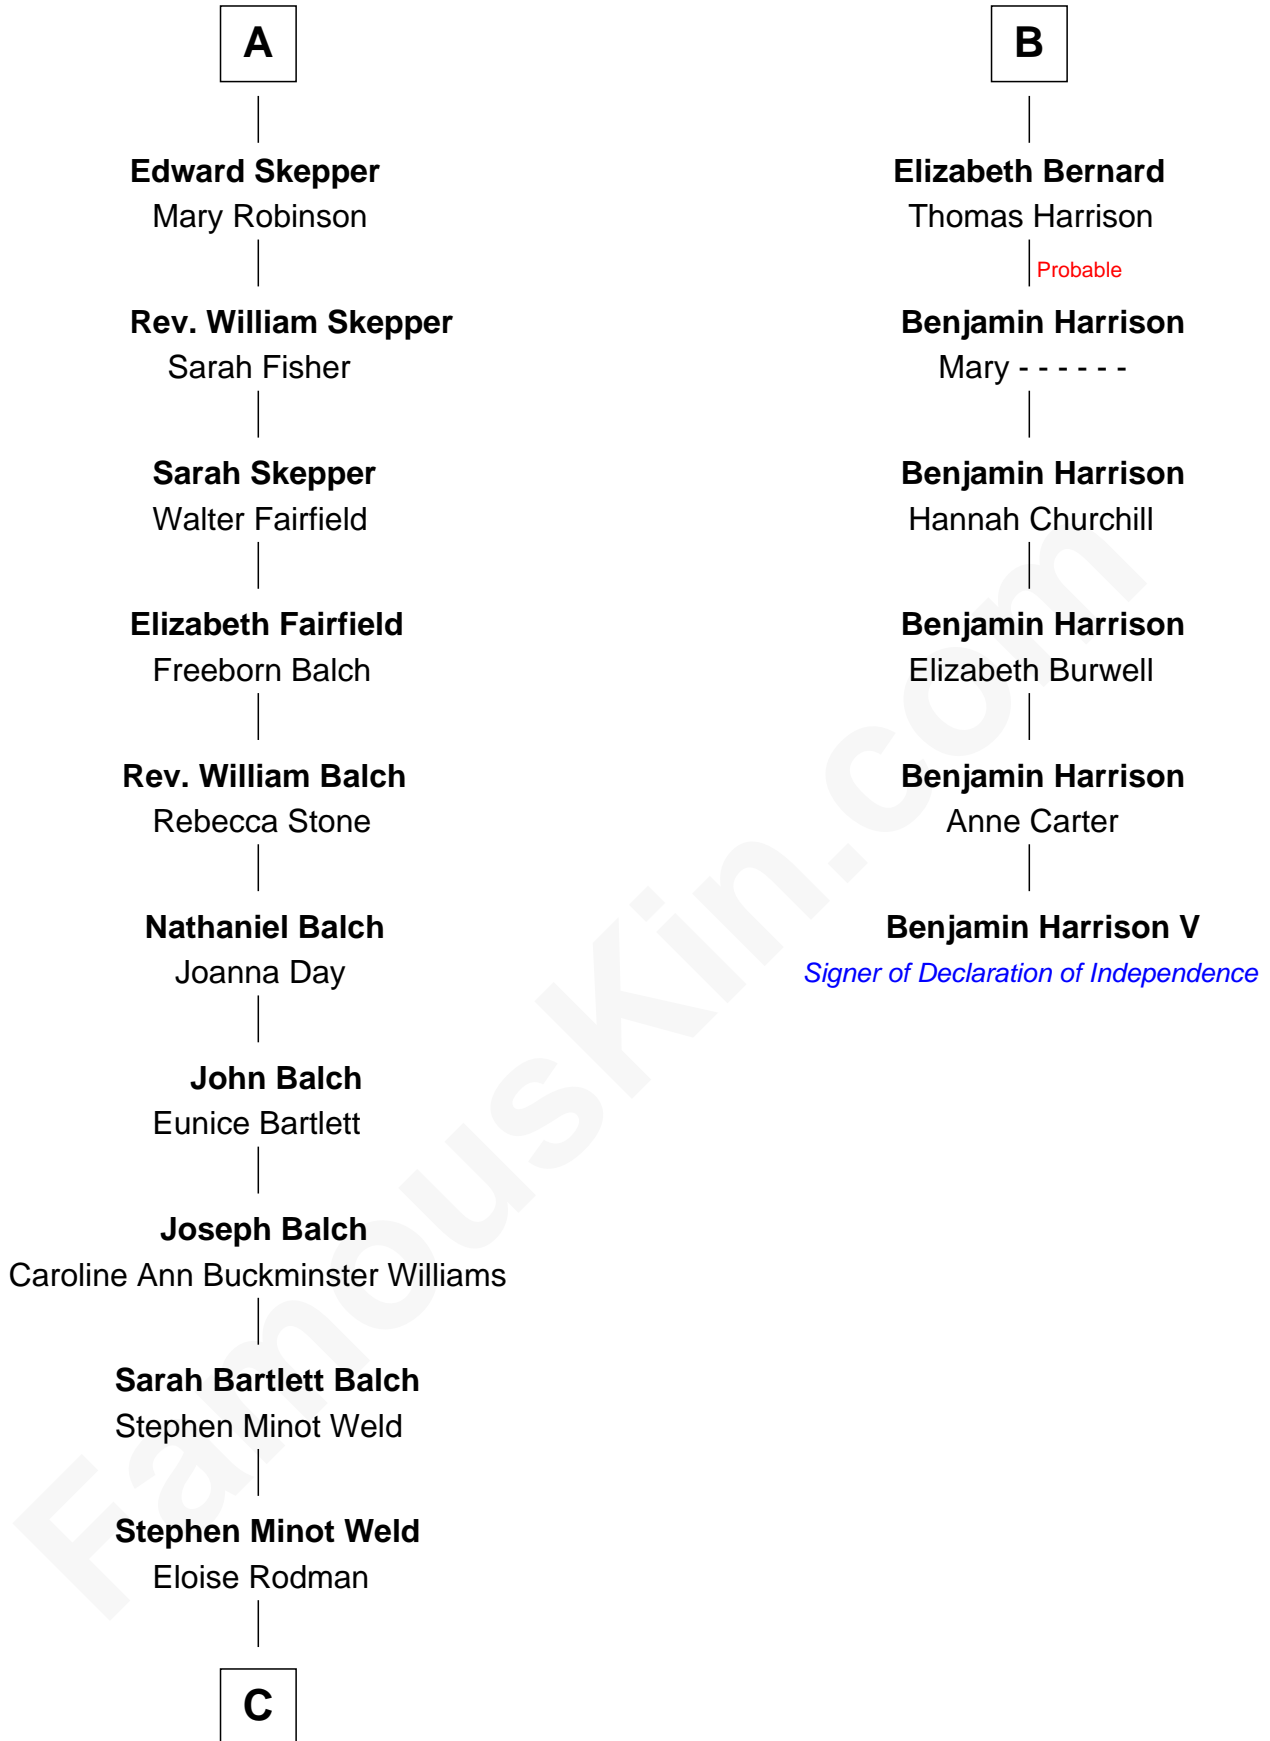 A
Edward Skepper
Mary Robinson
Rev. William Skepper
Sarah Fisher
Sarah Skepper
Walter Fairfield
Elizabeth Fairfield
Freeborn Balch
Rev. William Balch
Rebecca Stone
Nathaniel Balch
Joanna Day
John Balch
Eunice Bartlett
Joseph Balch
Caroline Ann Buckminster Williams
Sarah Bartlett Balch
Stephen Minot Weld
Stephen Minot Weld
Eloise Rodman
C
B
Elizabeth Bernard
Thomas Harrison
Probable
Benjamin Harrison
Mary - - - - - -
Benjamin Harrison
Hannah Churchill
Benjamin Harrison
Elizabeth Burwell
Benjamin Harrison
Anne Carter
Benjamin Harrison V
Signer of Declaration of Independence
FamousKin.com